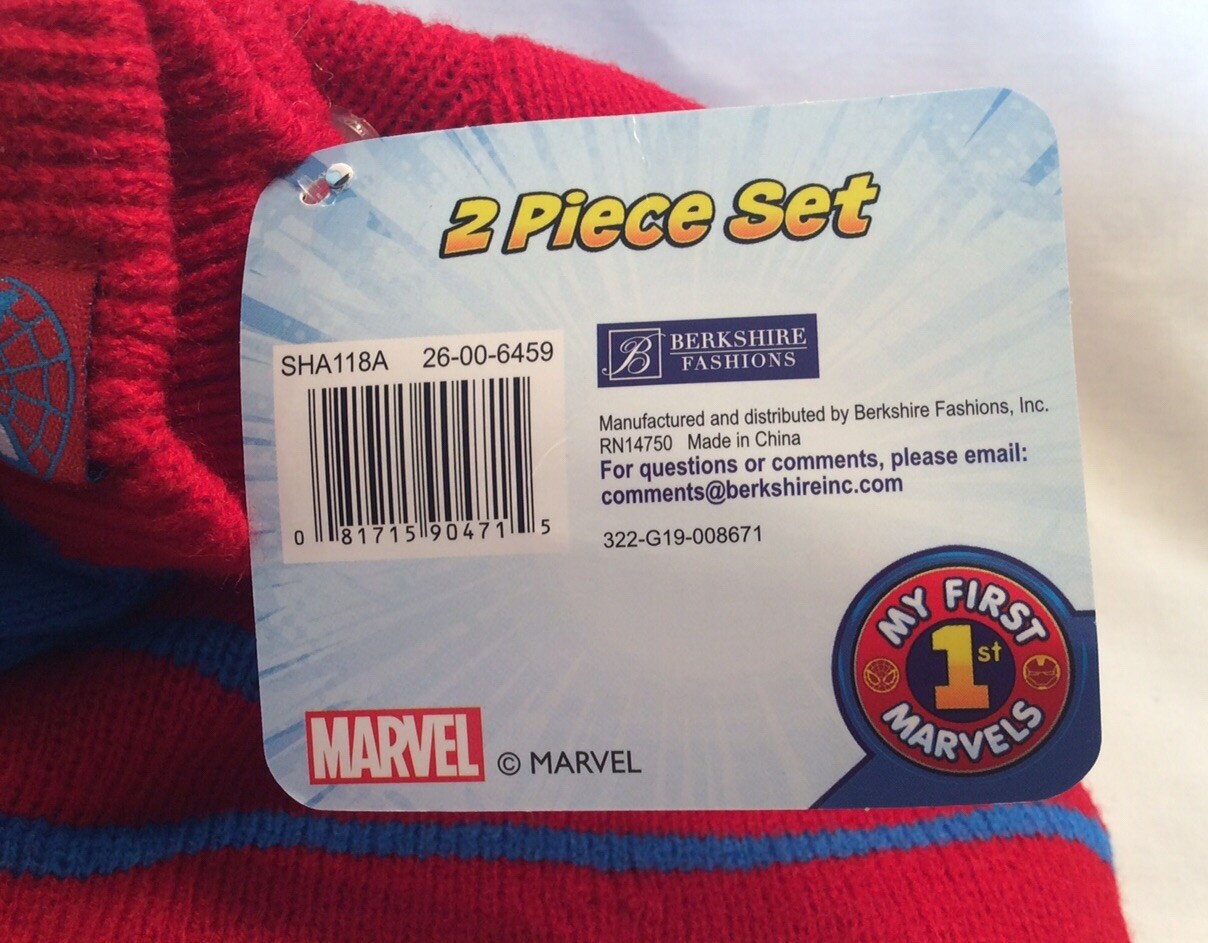 2 Piece Set
SHA118A 26-00-6459
0 81715 90471 5
B BERKSHIRE
FASHIONS
Manufactured and distributed by Berkshire Fashions, Inc.
RN14750 Made in China
For questions or comments, please email:
comments@berkshireinc.com
322-G19-008671
MY FIRST
1st
MARVELS
MARVEL © MARVEL